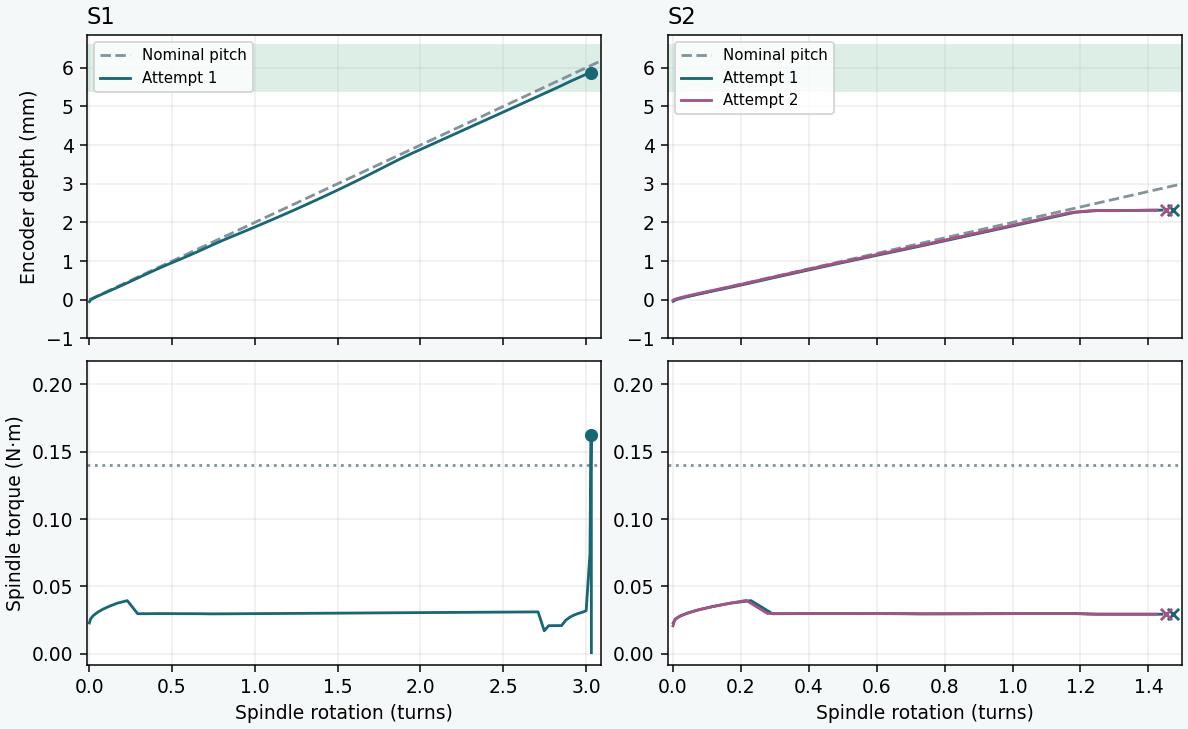 S1
S2
Nominal pitch
Attempt 1
Nominal pitch
Attempt 1
Attempt 2
Encoder depth (mm)
6
5
4
3
2
1
0
−1
6
5
4
3
2
1
0
−1
Spindle torque (N·m)
0.20
0.15
0.10
0.05
0.00
0.20
0.15
0.10
0.05
0.00
0.0 0.5 1.0 1.5 2.0 2.5 3.0
0.0 0.2 0.4 0.6 0.8 1.0 1.2 1.4
Spindle rotation (turns)
Spindle rotation (turns)